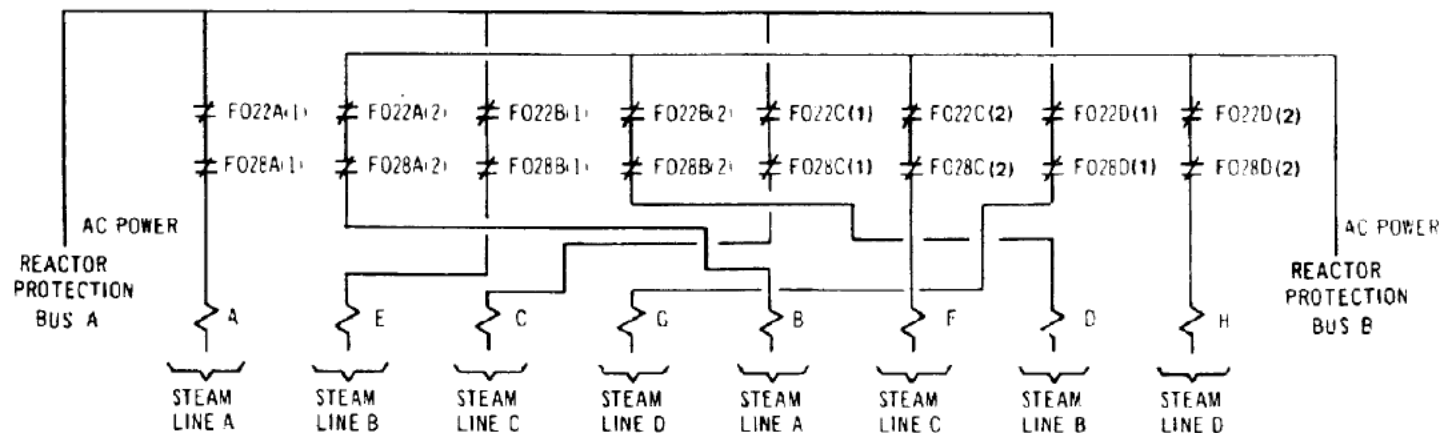 F022A(1) F022A(2) F022B(1) F022B(2) F022C(1) F022C(2) F022D(1) F022D(2)
F028A(1) F028A(2) F028B(1) F028B(2) F028C(1) F028C(2) F028D(1) F028D(2)
AC POWER
REACTOR
PROTECTION
BUS A
AC POWER
REACTOR
PROTECTION
BUS B
A E C G B F D H
STEAM LINE A
STEAM LINE B
STEAM LINE C
STEAM LINE D
STEAM LINE A
STEAM LINE C
STEAM LINE B
STEAM LINE D